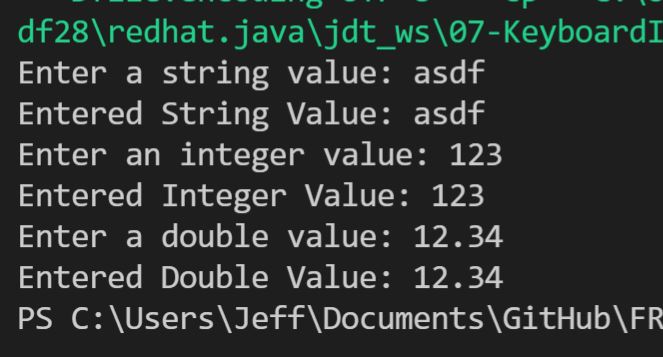 df28\redhat.java\jdt_ws\07-KeyboardI
Enter a string value: asdf
Entered String Value: asdf
Enter an integer value: 123
Entered Integer Value: 123
Enter a double value: 12.34
Entered Double Value: 12.34
PS C:\Users\Jeff\Documents\GitHub\FR